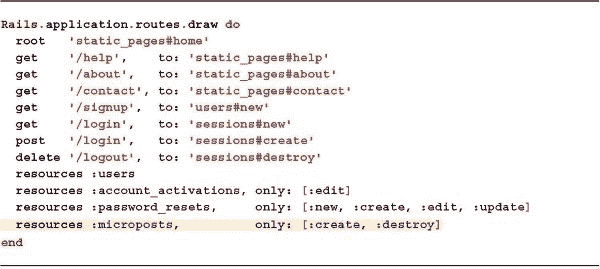 Rails.application.routes.draw do
  root   'static_pages#home'
  get    '/help',    to: 'static_pages#help'
  get    '/about',   to: 'static_pages#about'
  get    '/contact', to: 'static_pages#contact'
  get    '/signup',  to: 'users#new'
  get    '/login',   to: 'sessions#new'
  post   '/login',   to: 'sessions#create'
  delete '/logout',  to: 'sessions#destroy'
  resources :users
  resources :account_activations, only: [:edit]
  resources :password_resets,     only: [:new, :create, :edit, :update]
  resources :microposts,          only: [:create, :destroy]
end